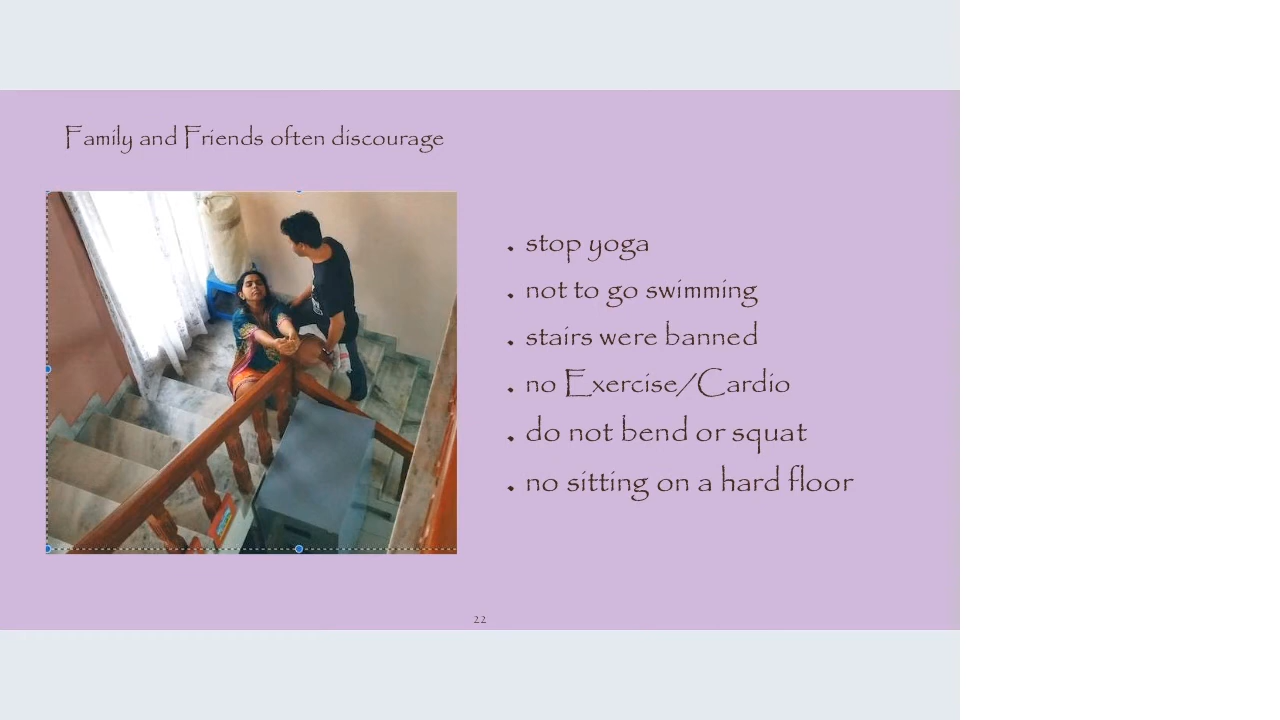 Family and Friends often discourage
. stop yoga
. not to go swimming
. stairs were banned
. no Exercise/Cardio
. do not bend or squat
. no sitting on a hard floor
22